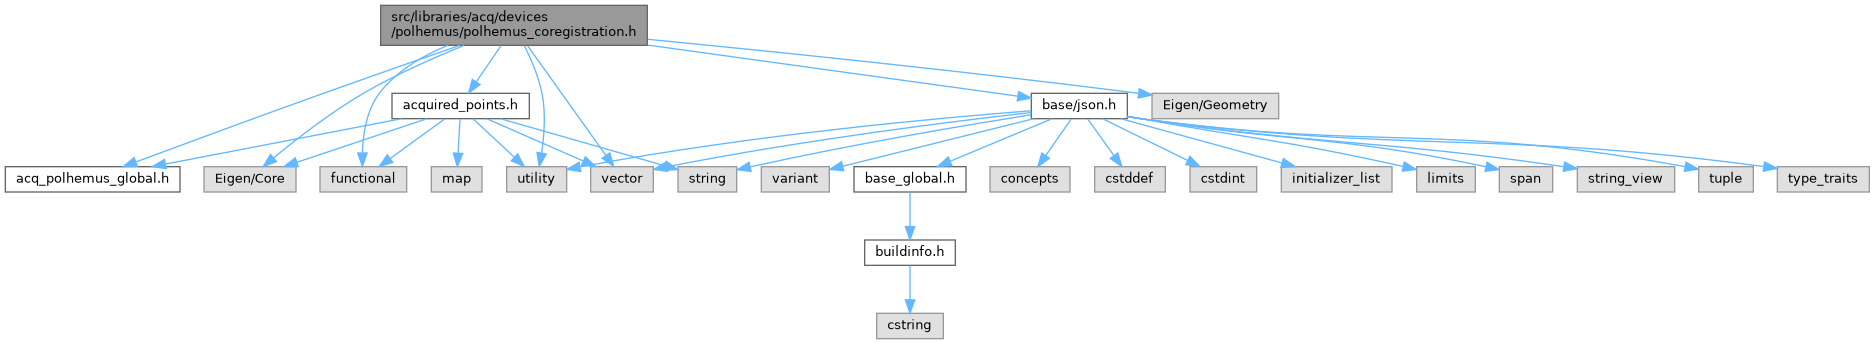 src/libraries/acq/devices
/polhemus/polhemus_coregistration.h
acquired_points.h
base/json.h
Eigen/Geometry
acq_polhemus_global.h
Eigen/Core
functional
map
utility
vector
string
variant
base_global.h
concepts
cstddef
cstdint
initializer_list
limits
span
string_view
tuple
type_traits
buildinfo.h
cstring